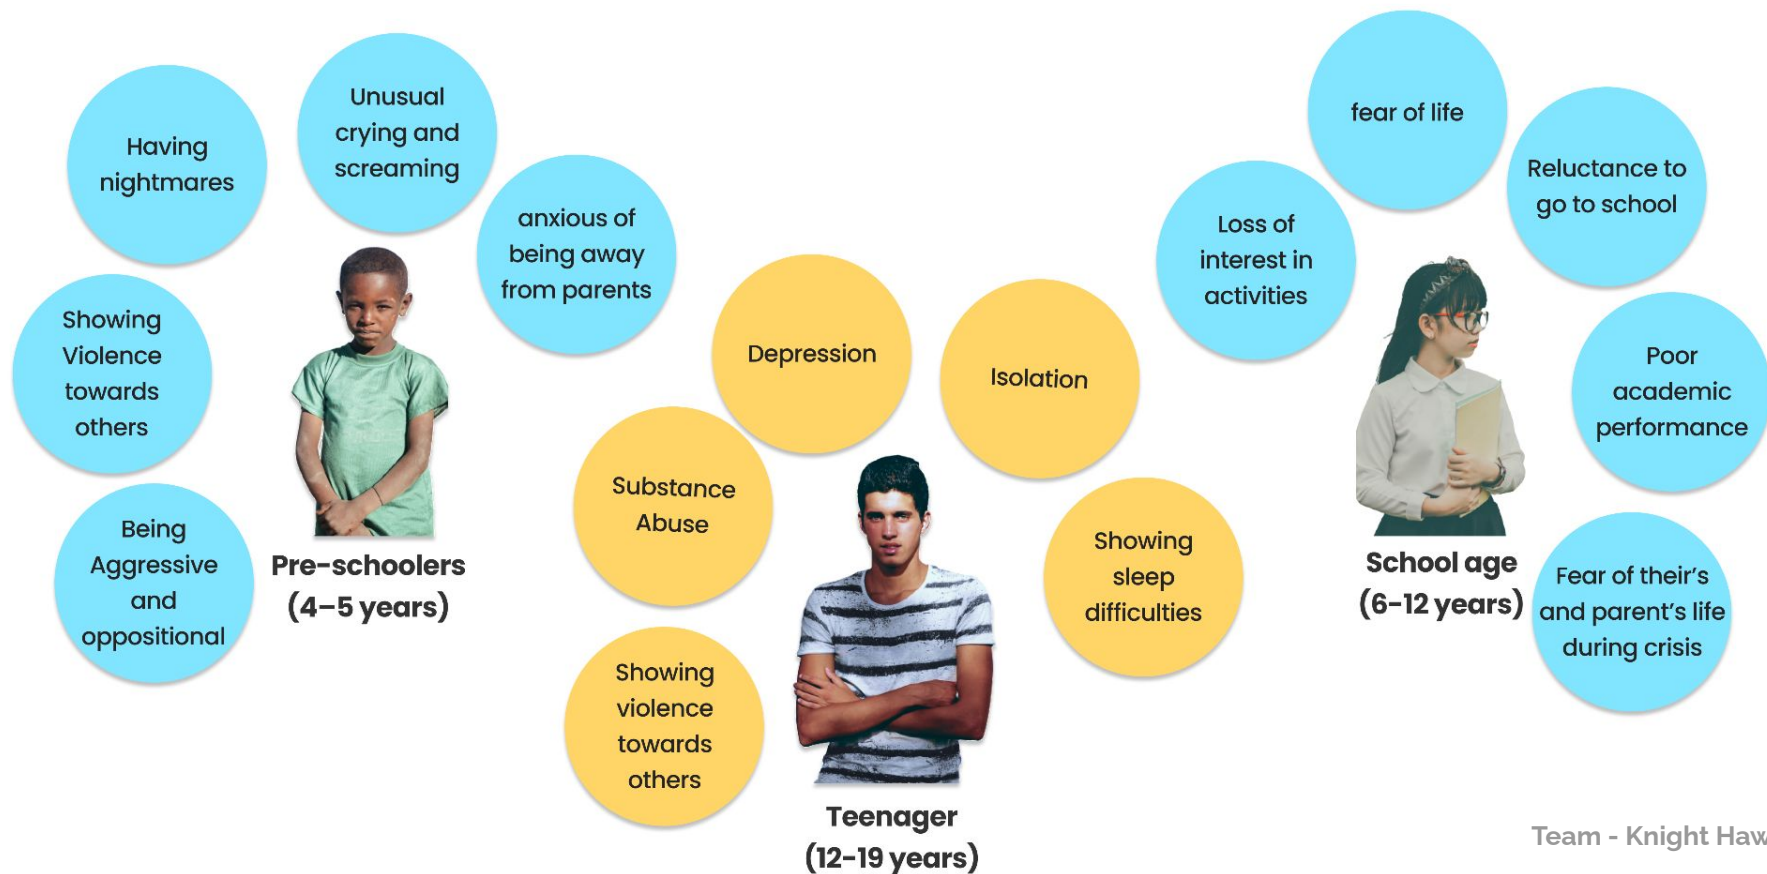 Having
nightmares
Unusual
crying and
screaming
anxious of
being away
from parents
Showing
Violence
towards
others
Being
Aggressive
and
oppositional
Pre-schoolers
(4–5 years)
Depression
Isolation
Substance
Abuse
Showing
sleep
difficulties
Showing
violence
towards
others
Teenager
(12-19 years)
fear of life
Reluctance to
go to school
Loss of
interest in
activities
Poor
academic
performance
Fear of their's
and parent's life
during crisis
School age
(6-12 years)
Team - Knight Haw